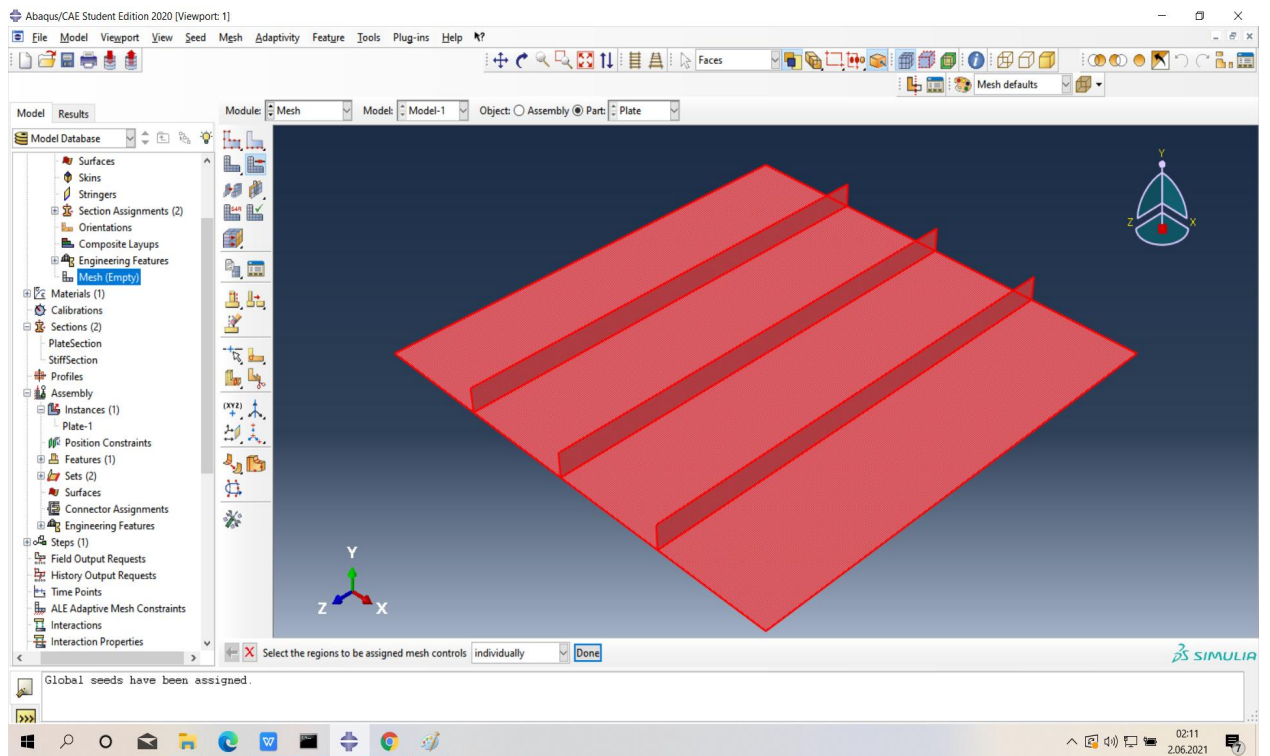 Abaqus/CAE Student Edition 2020 [Viewport: 1]
File Model Viewport View Seed Mesh Adaptivity Feature Tools Plug-ins Help
Faces
Mesh defaults
Model Results
Module: Mesh Model: Model-1 Object: Assembly Part: Plate
Model Database
Surfaces
Skins
Stringers
Section Assignments (2)
Orientations
Composite Layups
Engineering Features
Mesh (Empty)
Materials (1)
Calibrations
Sections (2)
PlateSection
StiffSection
Profiles
Assembly
Instances (1)
Plate-1
Position Constraints
Features (1)
Sets (2)
Surfaces
Connector Assignments
Engineering Features
Steps (1)
Field Output Requests
History Output Requests
Time Points
ALE Adaptive Mesh Constraints
Interactions
Interaction Properties
(XYZ)
Y
Z X
Y
Z X
Select the regions to be assigned mesh controls individually Done
SIMULIA
Global seeds have been assigned.
>>>
W
02:11
2.06.2021
7